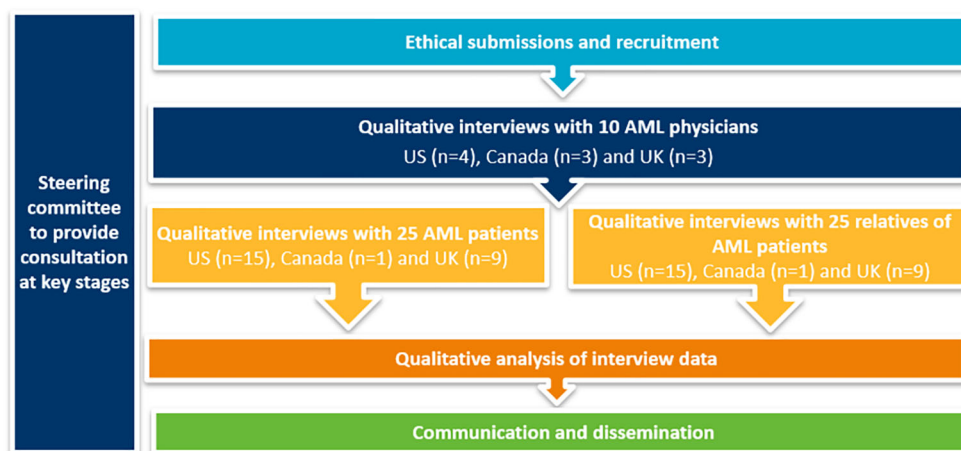 Steering
committee
to provide
consultation
at key stages
Ethical submissions and recruitment
Qualitative interviews with 10 AML physicians
US (n=4), Canada (n=3) and UK (n=3)
Qualitative interviews with 25 AML patients
US (n=15), Canada (n=1) and UK (n=9)
Qualitative interviews with 25 relatives of
AML patients
US (n=15), Canada (n=1) and UK (n=9)
Qualitative analysis of interview data
Communication and dissemination